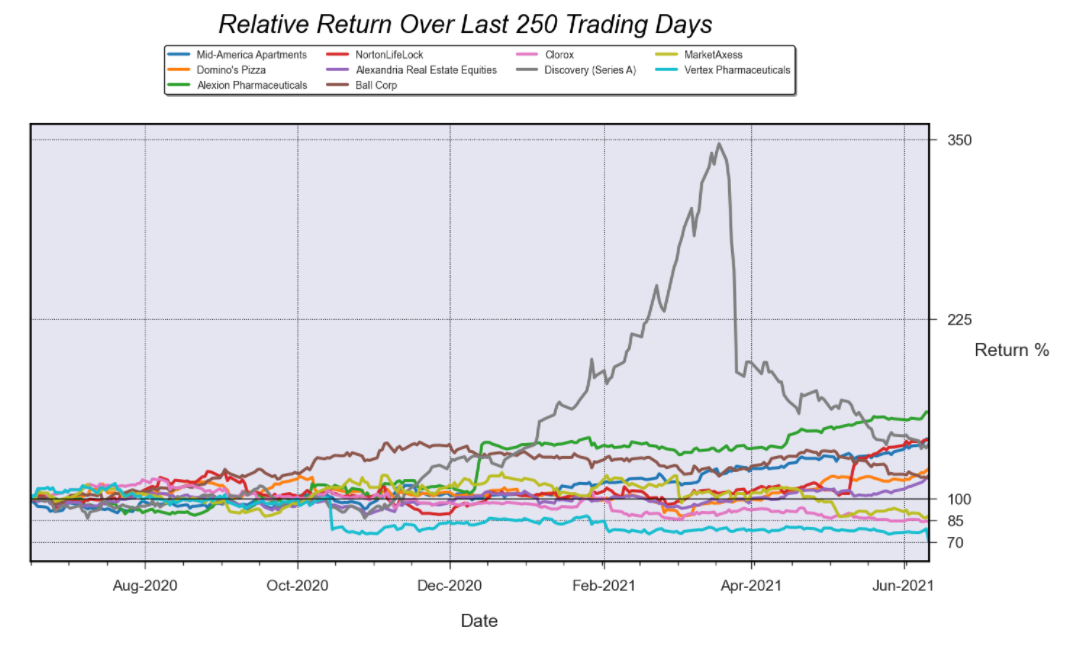 Relative Return Over Last 250 Trading Days
Mid-America Apartments NortonLifeLock Clorox MarketAxess
Domino's Pizza Alexandria Real Estate Equities Discovery (Series A) Vertex Pharmaceuticals
Alexion Pharmaceuticals Ball Corp
350
225
Return %
100
85
70
Aug-2020 Oct-2020 Dec-2020 Feb-2021 Apr-2021 Jun-2021
Date